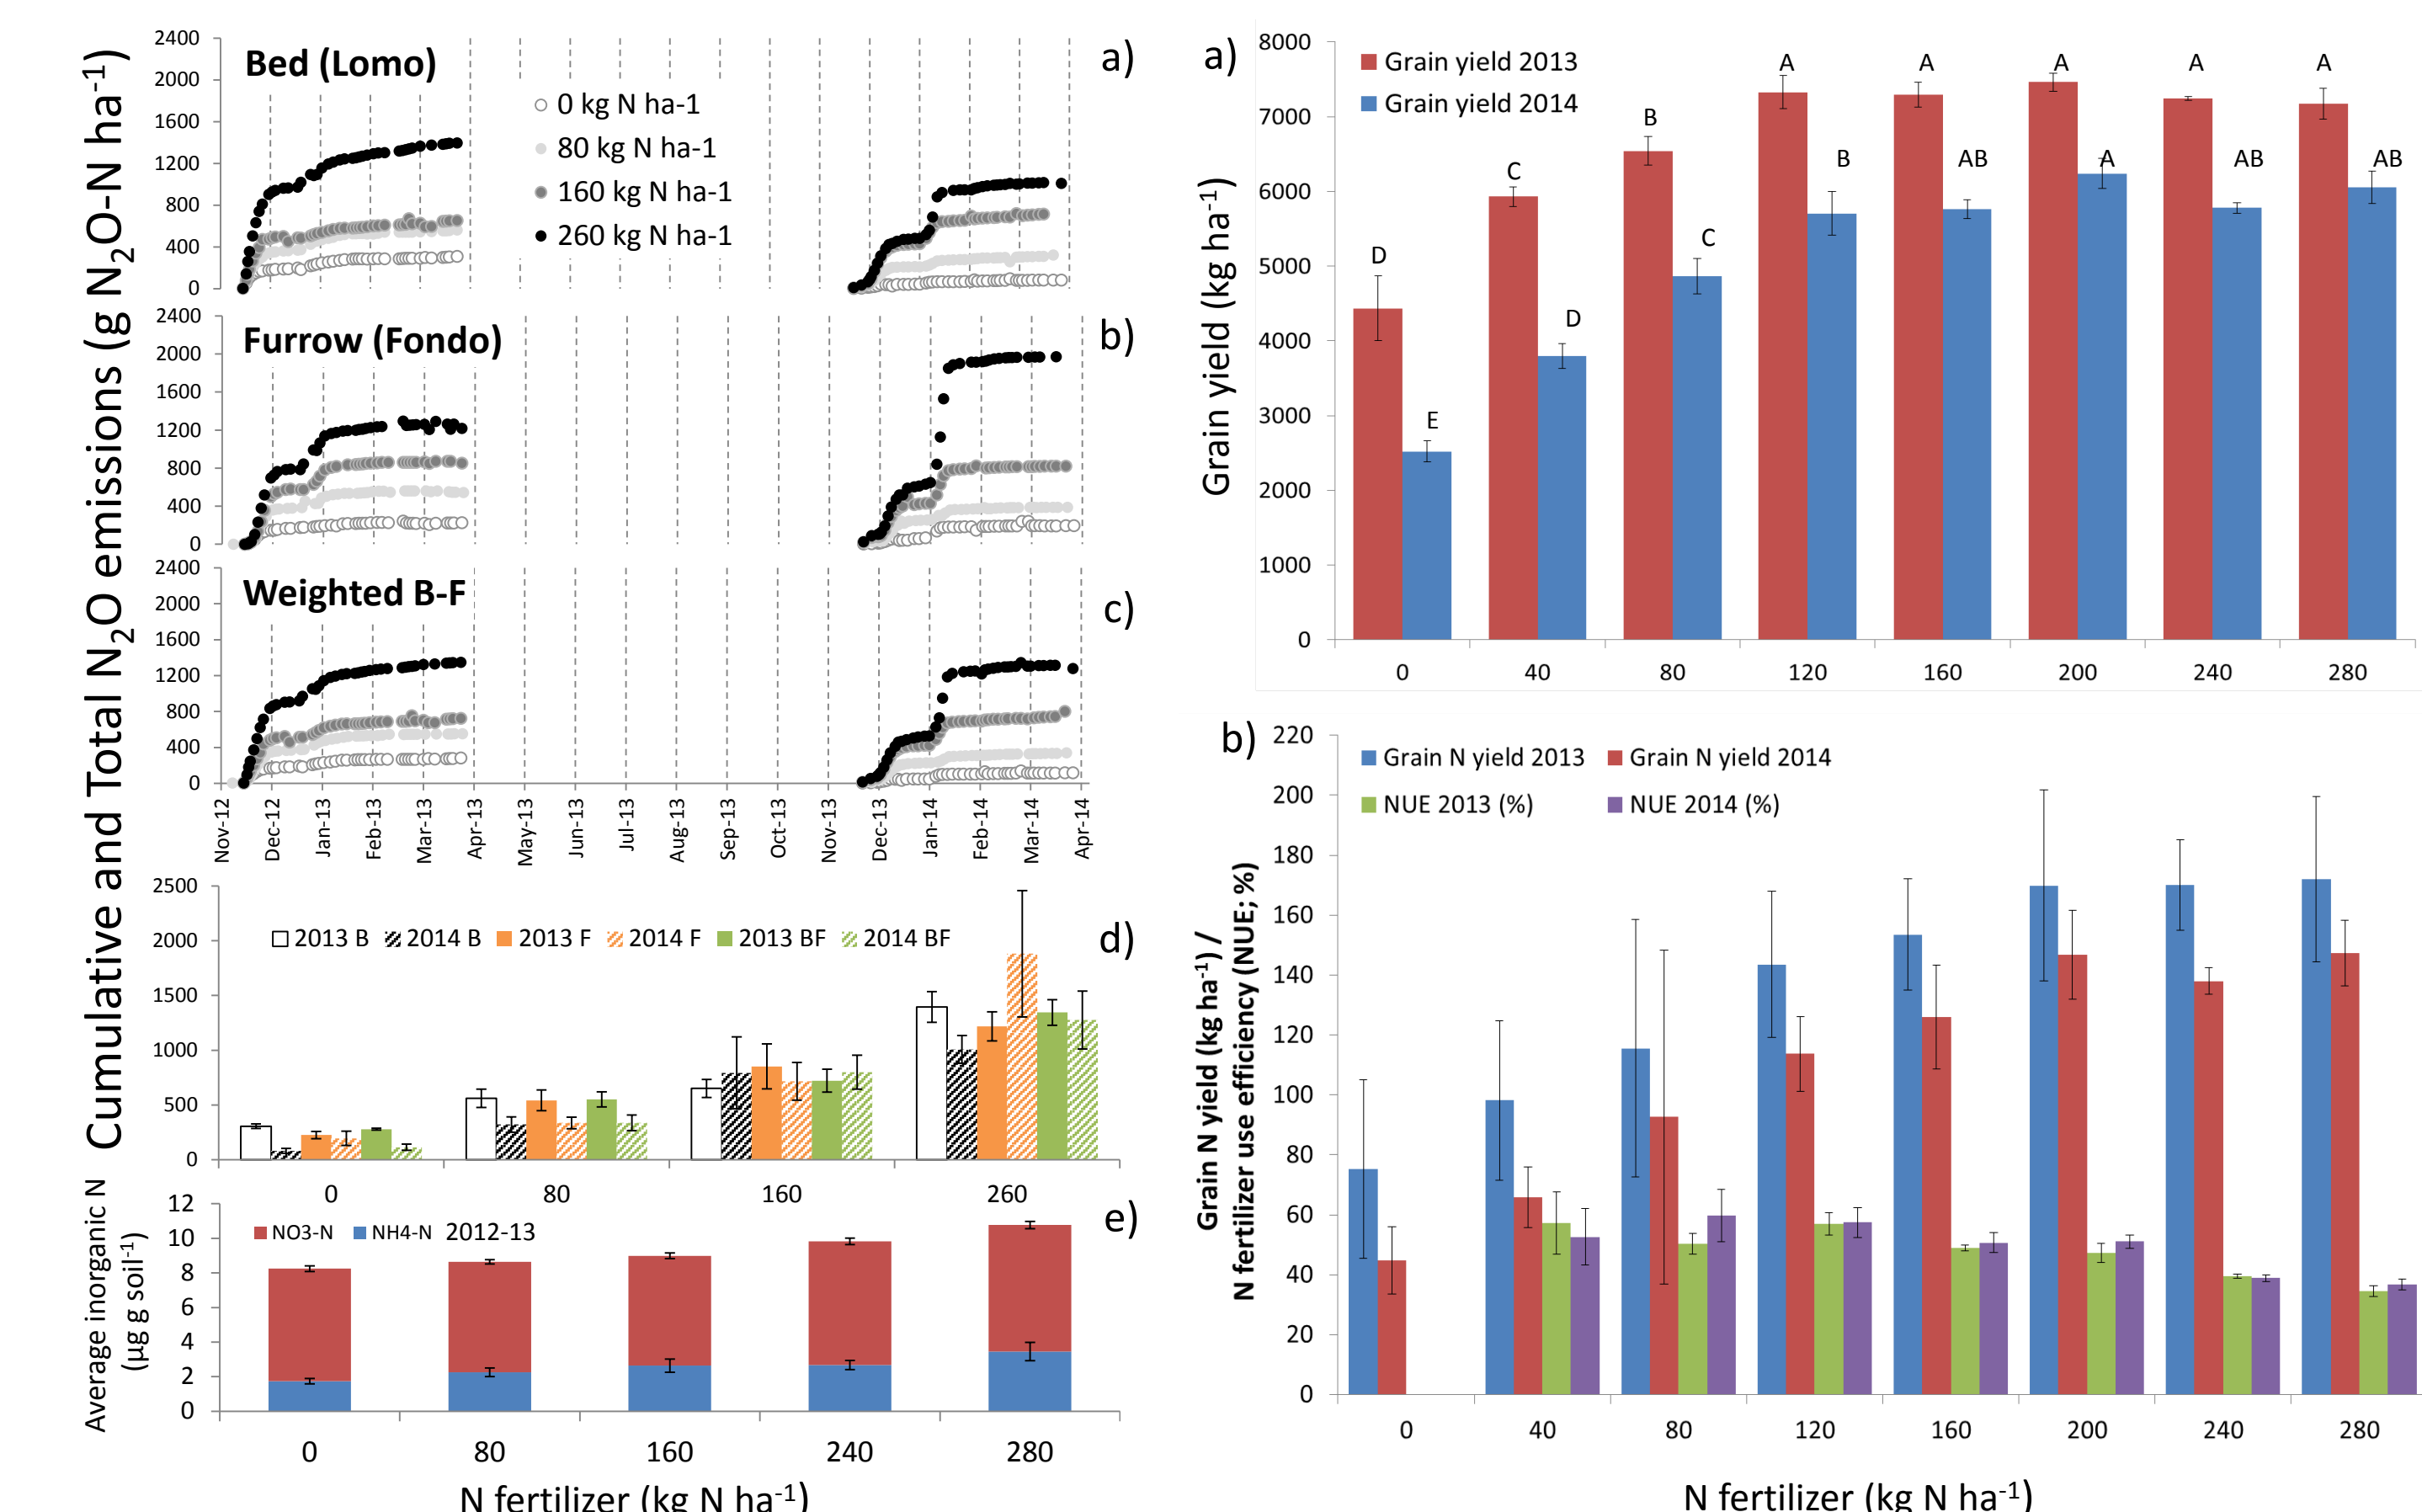 Cumulative and Total N2O emissions (g N2O-N ha-1)
2400
2000
1600
1200
800
400
0
Bed (Lomo)
a)
0 kg N ha-1
80 kg N ha-1
160 kg N ha-1
260 kg N ha-1
2400
2000
1600
1200
800
400
0
Furrow (Fondo)
b)
2400
2000
1600
1200
800
400
0
Weighted B-F
c)
Nov-12
Dec-12
Jan-13
Feb-13
Mar-13
Apr-13
May-13
Jun-13
Jul-13
Aug-13
Sep-13
Oct-13
Nov-13
Dec-13
Jan-14
Feb-14
Mar-14
Apr-14
2500
2000
1500
1000
500
0
2013 B 2014 B 2013 F 2014 F 2013 BF 2014 BF
d)
0 80 160 260
Average inorganic N
(µg g soil-1)
12
10
8
6
4
2
0
NO3-N NH4-N 2012-13
e)
0 80 160 240 280
N fertilizer (kg N ha-1)
a)
Grain yield (kg ha-1)
8000
7000
6000
5000
4000
3000
2000
1000
0
Grain yield 2013
Grain yield 2014
D
E
C
D
B
C
A
B
A
AB
A
A
A
AB
A
AB
0 40 80 120 160 200 240 280
b)
Grain N yield (kg ha-1) /
N fertilizer use efficiency (NUE; %)
220
200
180
160
140
120
100
80
60
40
20
0
Grain N yield 2013 Grain N yield 2014
NUE 2013 (%) NUE 2014 (%)
0 40 80 120 160 200 240 280
N fertilizer (kg N ha-1)